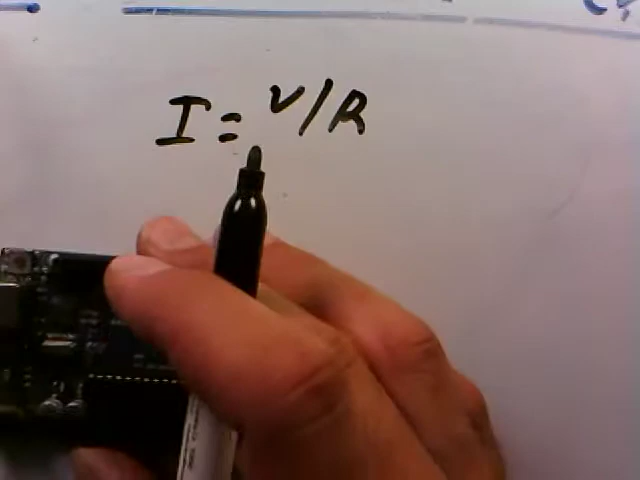 I = V/R